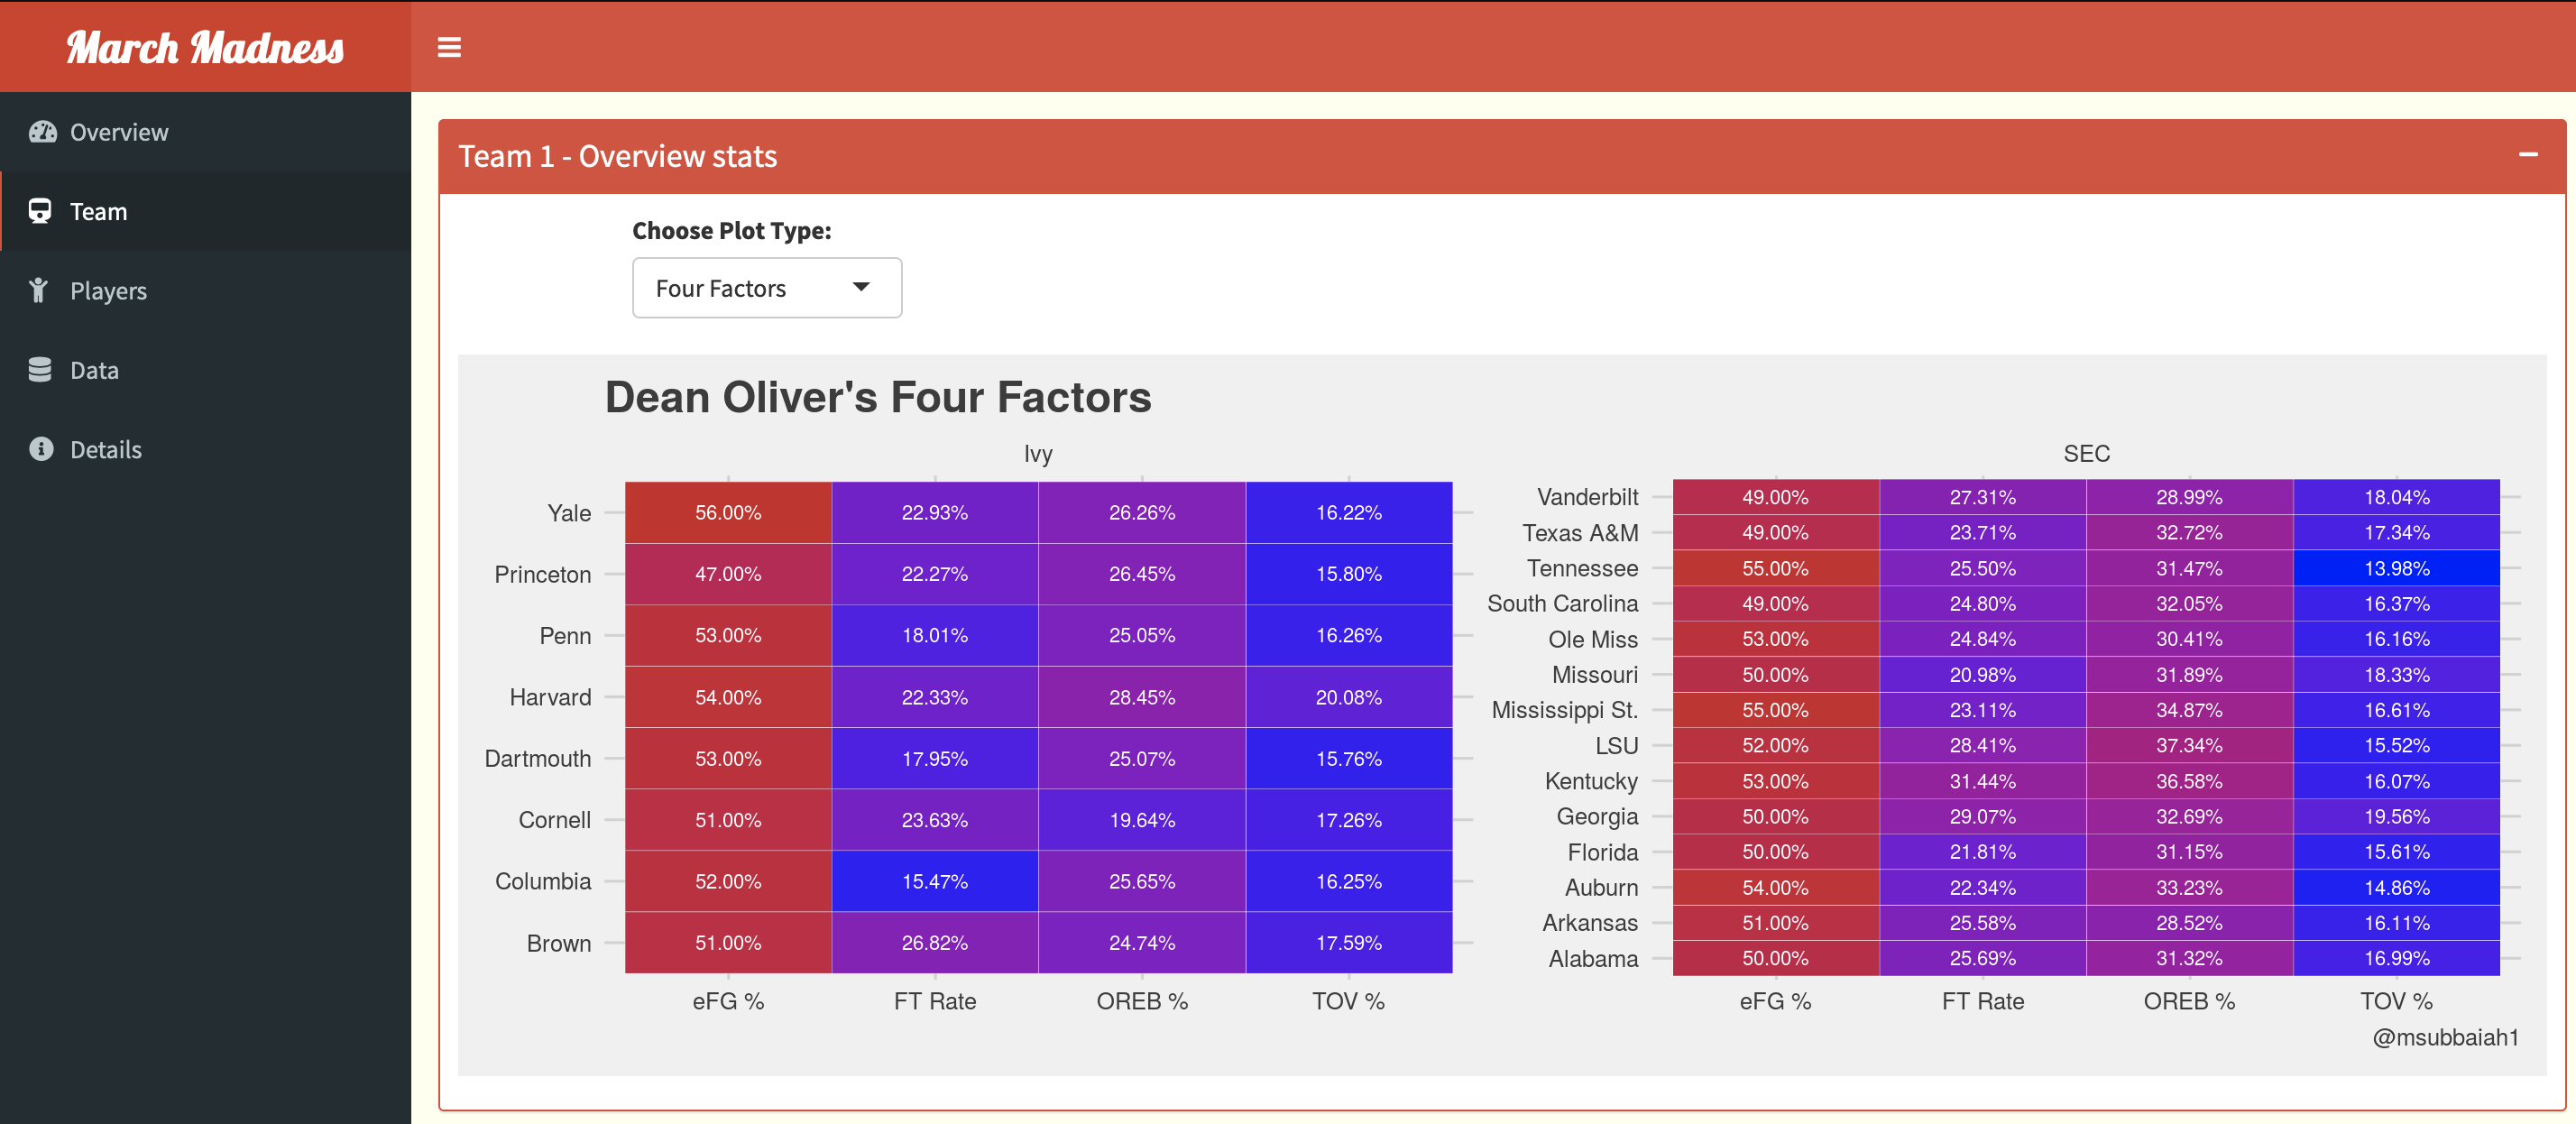 March Madness
Overview
Team
Players
Data
Details
Team 1 - Overview stats
Choose Plot Type:
Four Factors
Dean Oliver's Four Factors
Ivy
Yale 56.00% 22.93% 26.26% 16.22%
Princeton 47.00% 22.27% 26.45% 15.80%
Penn 53.00% 18.01% 25.05% 16.26%
Harvard 54.00% 22.33% 28.45% 20.08%
Dartmouth 53.00% 17.95% 25.07% 15.76%
Cornell 51.00% 23.63% 19.64% 17.26%
Columbia 52.00% 15.47% 25.65% 16.25%
Brown 51.00% 26.82% 24.74% 17.59%
eFG % FT Rate OREB % TOV %
SEC
Vanderbilt 49.00% 27.31% 28.99% 18.04%
Texas A&M 49.00% 23.71% 32.72% 17.34%
Tennessee 55.00% 25.50% 31.47% 13.98%
South Carolina 49.00% 24.80% 32.05% 16.37%
Ole Miss 53.00% 24.84% 30.41% 16.16%
Missouri 50.00% 20.98% 31.89% 18.33%
Mississippi St. 55.00% 23.11% 34.87% 16.61%
LSU 52.00% 28.41% 37.34% 15.52%
Kentucky 53.00% 31.44% 36.58% 16.07%
Georgia 50.00% 29.07% 32.69% 19.56%
Florida 50.00% 21.81% 31.15% 15.61%
Auburn 54.00% 22.34% 33.23% 14.86%
Arkansas 51.00% 25.58% 28.52% 16.11%
Alabama 50.00% 25.69% 31.32% 16.99%
eFG % FT Rate OREB % TOV %
@msubbaiah1